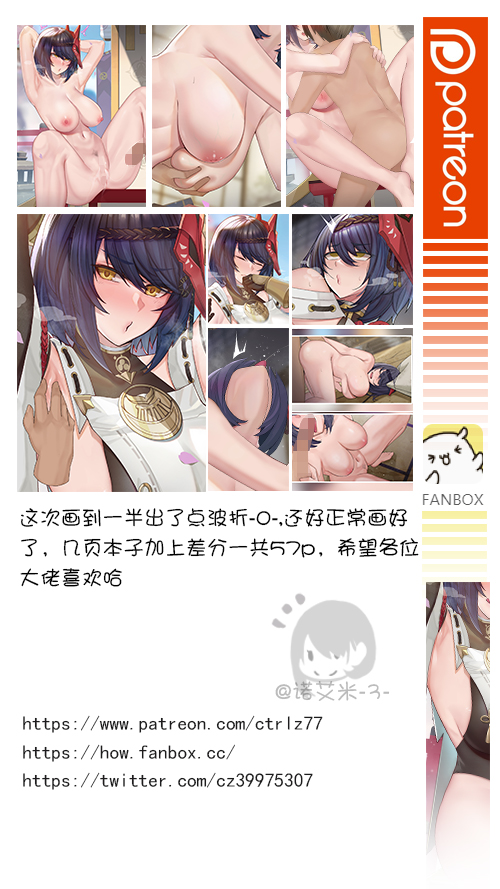 patreon
FANBOX
这次画到一半出了点波折-0-,还好正常画好
了，几页本子加上差分一共57p，希望各位
大佬喜欢哈
@诺艾米-3-
https://www.patreon.com/ctrlz77
https://how.fanbox.cc/
https://twitter.com/cz39975307